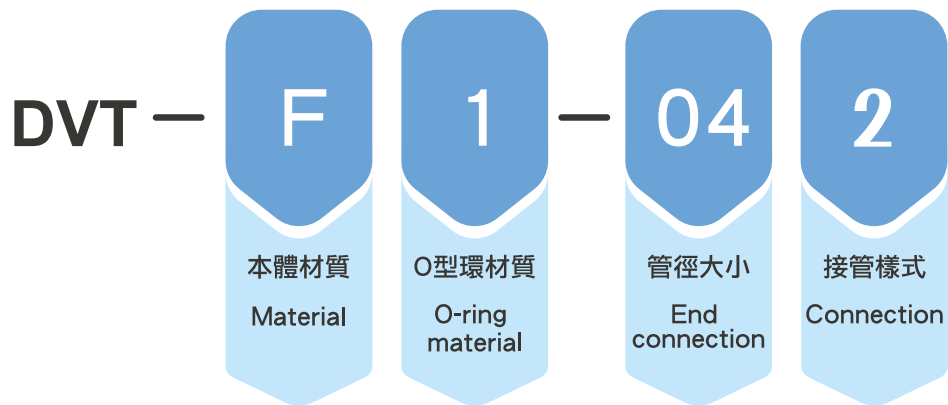 DVT — F 1 — 04 2
本體材質
Material
O型環材質
O-ring
material
管徑大小
End
connection
接管樣式
Connection